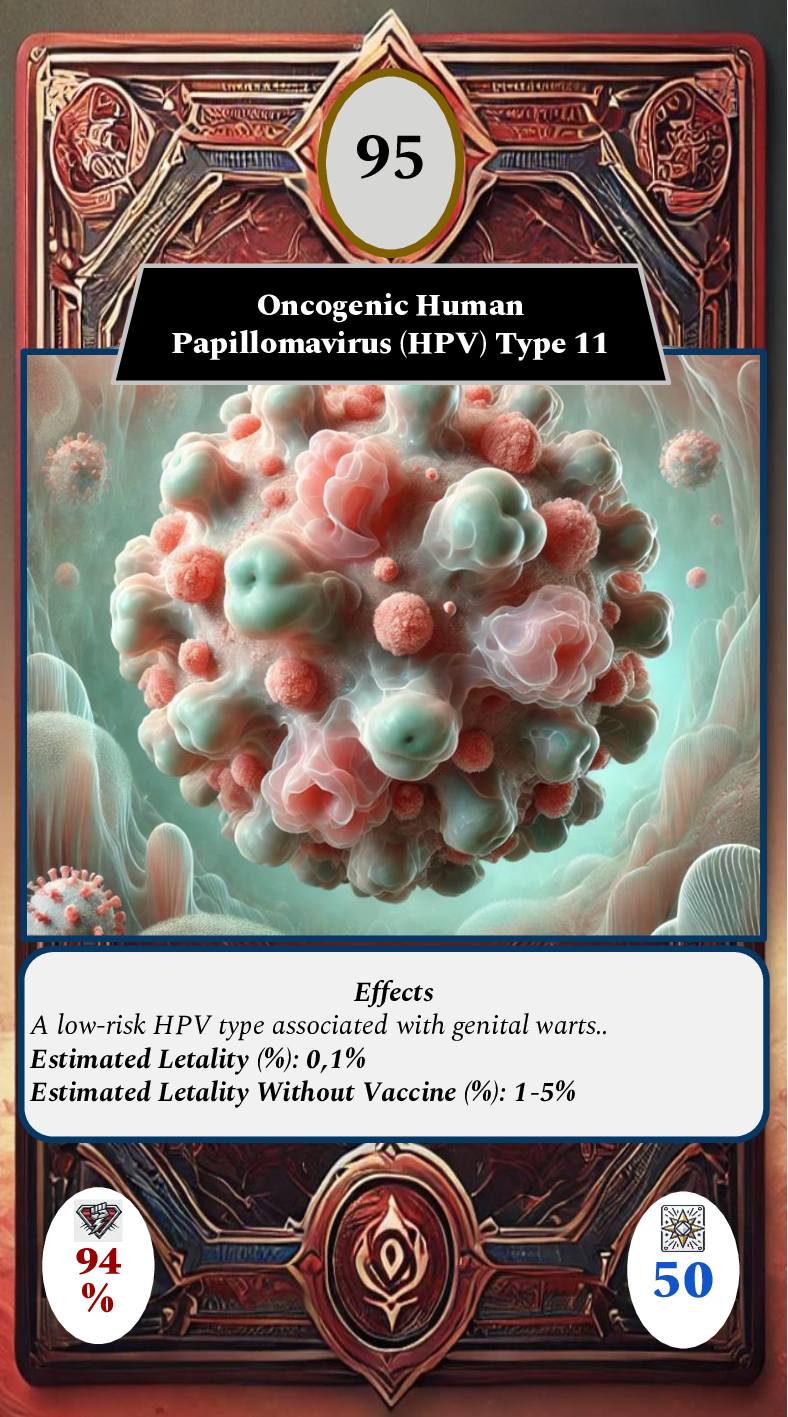 95
Oncogenic Human
Papillomavirus (HPV) Type 11
Effects
A low-risk HPV type associated with genital warts..
Estimated Letality (%): 0,1%
Estimated Letality Without Vaccine (%): 1-5%
94
%
50